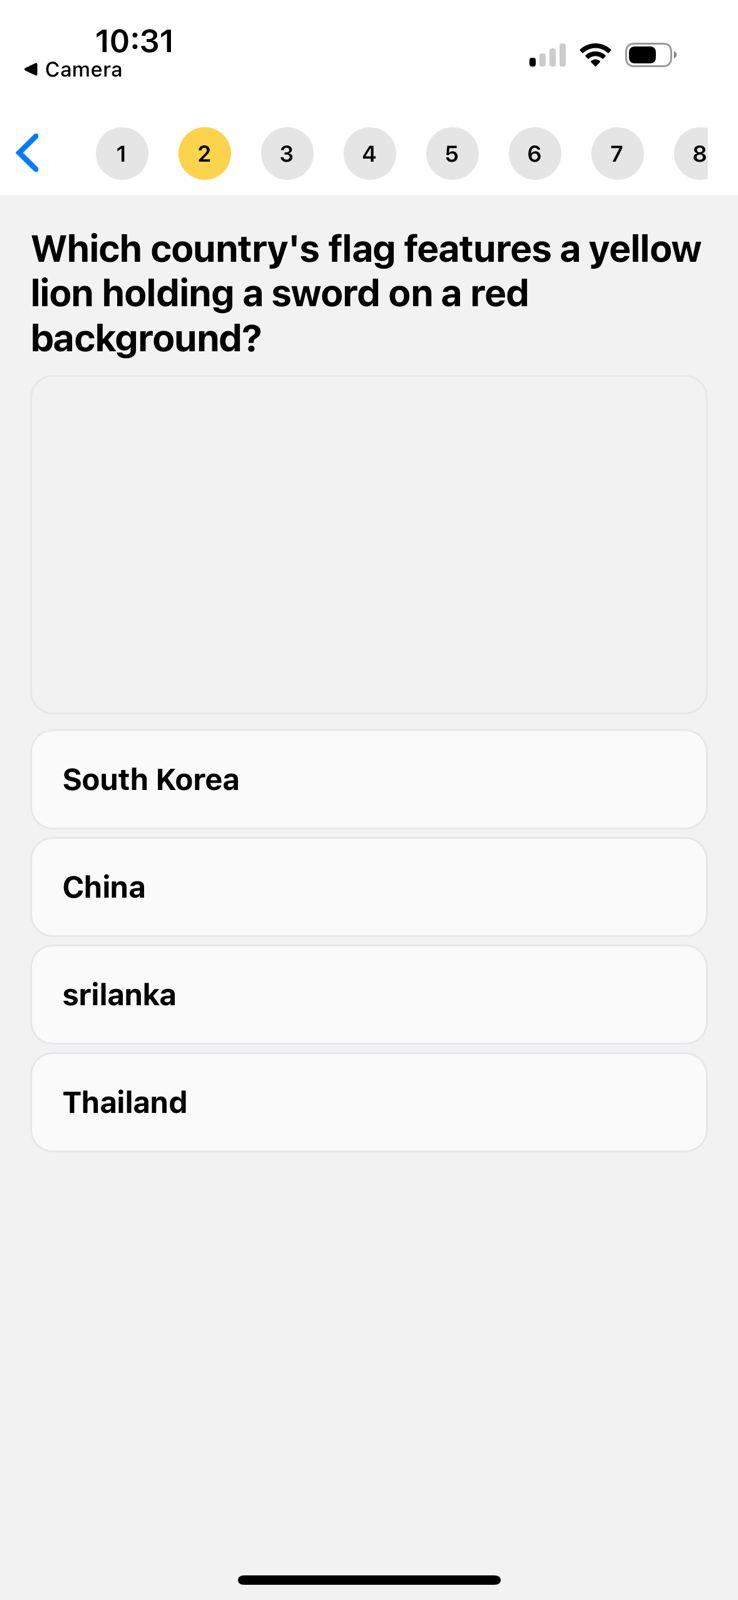 10:31
◀ Camera
1 2 3 4 5 6 7 8
Which country's flag features a yellow
lion holding a sword on a red
background?
South Korea
China
srilanka
Thailand